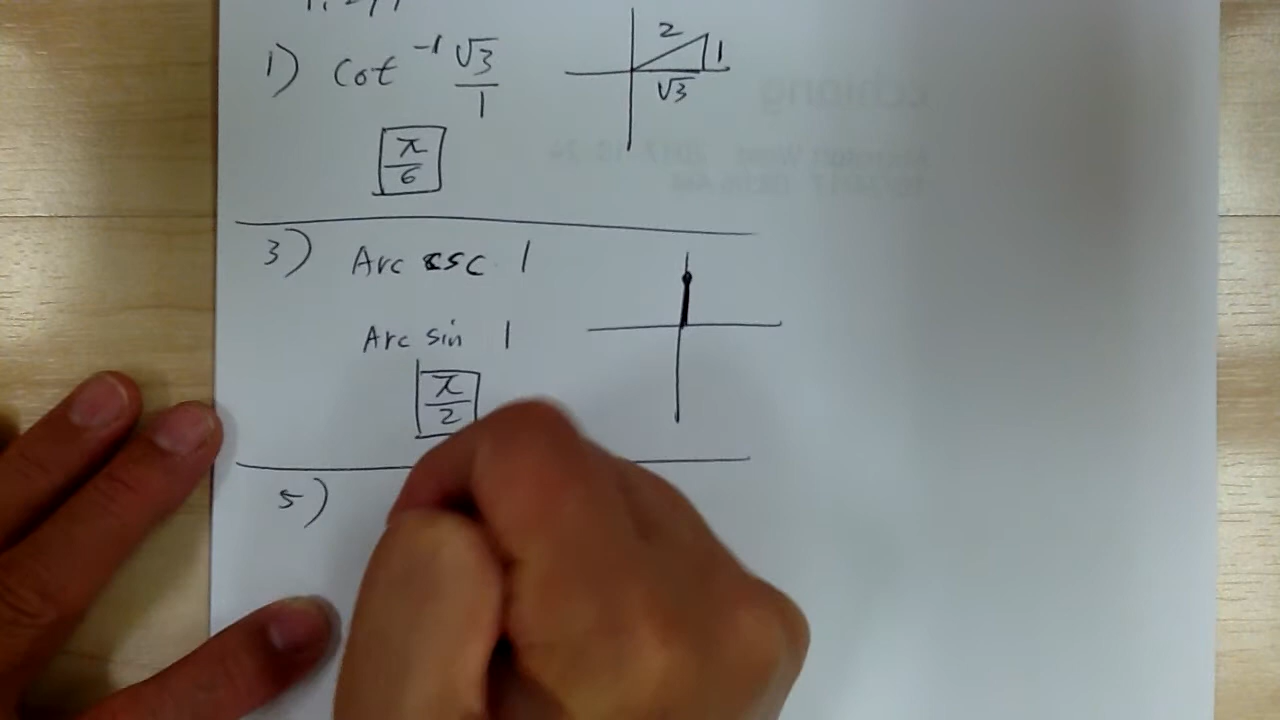 1) cot⁻¹ √3/1
2
1
√3
π/6
3) Arc csc 1
Arc sin 1
π/2
5)